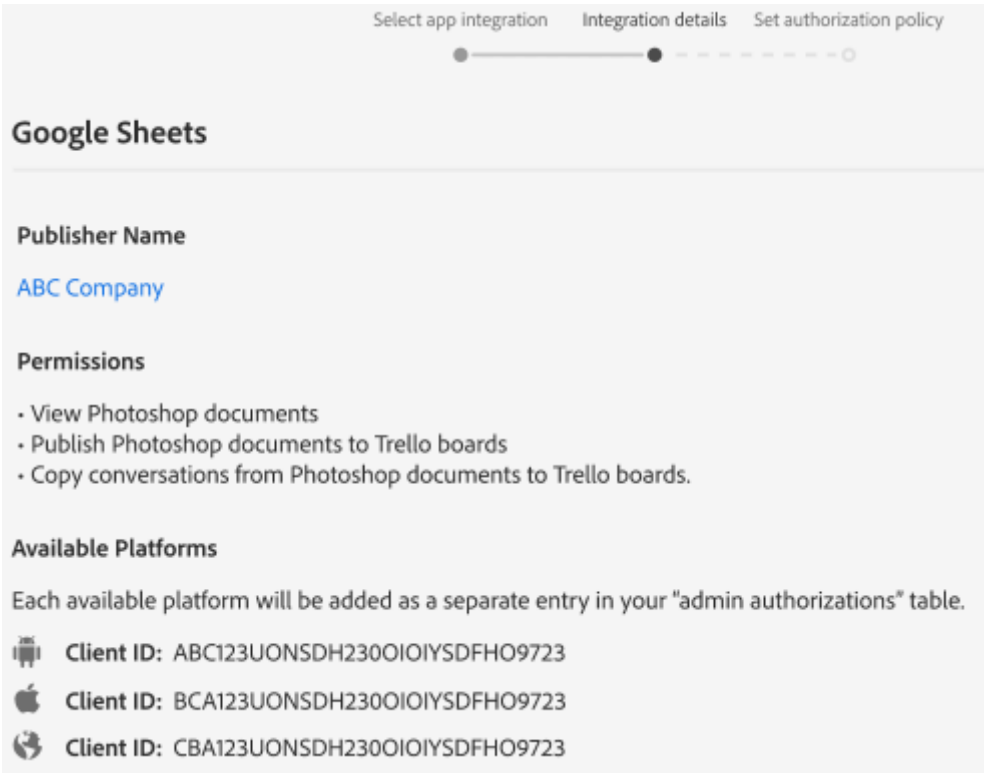 Select app integration Integration details Set authorization policy
Google Sheets
Publisher Name
ABC Company
Permissions
• View Photoshop documents
• Publish Photoshop documents to Trello boards
• Copy conversations from Photoshop documents to Trello boards.
Available Platforms
Each available platform will be added as a separate entry in your "admin authorizations" table.
Client ID: ABC123UONSDH230OIOIYSDFHO9723
Client ID: BCA123UONSDH230OIOIYSDFHO9723
Client ID: CBA123UONSDH230OIOIYSDFHO9723